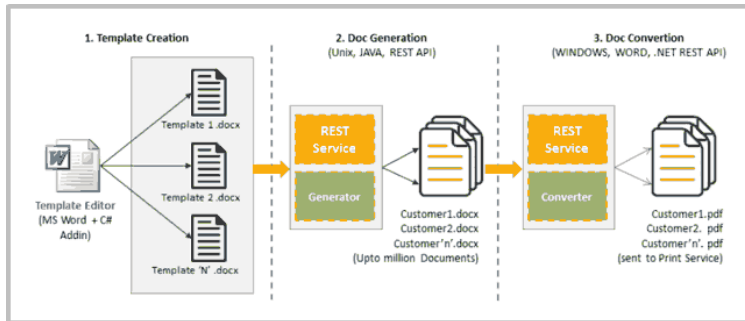 1. Template Creation
Template 1 .docx
Template 2 .docx
Template 'N' .docx
W
Template Editor
(MS Word + C#
Addin)
2. Doc Generation
(Unix, JAVA, REST API)
REST
Service
Generator
Customer1.docx
Customer2.docx
Customer'n'.docx
(Upto million Documents)
3. Doc Convertion
(WINDOWS, WORD, .NET REST API)
REST
Service
Converter
Customer1.pdf
Customer2. pdf
Customer'n'. pdf
(sent to Print Service)